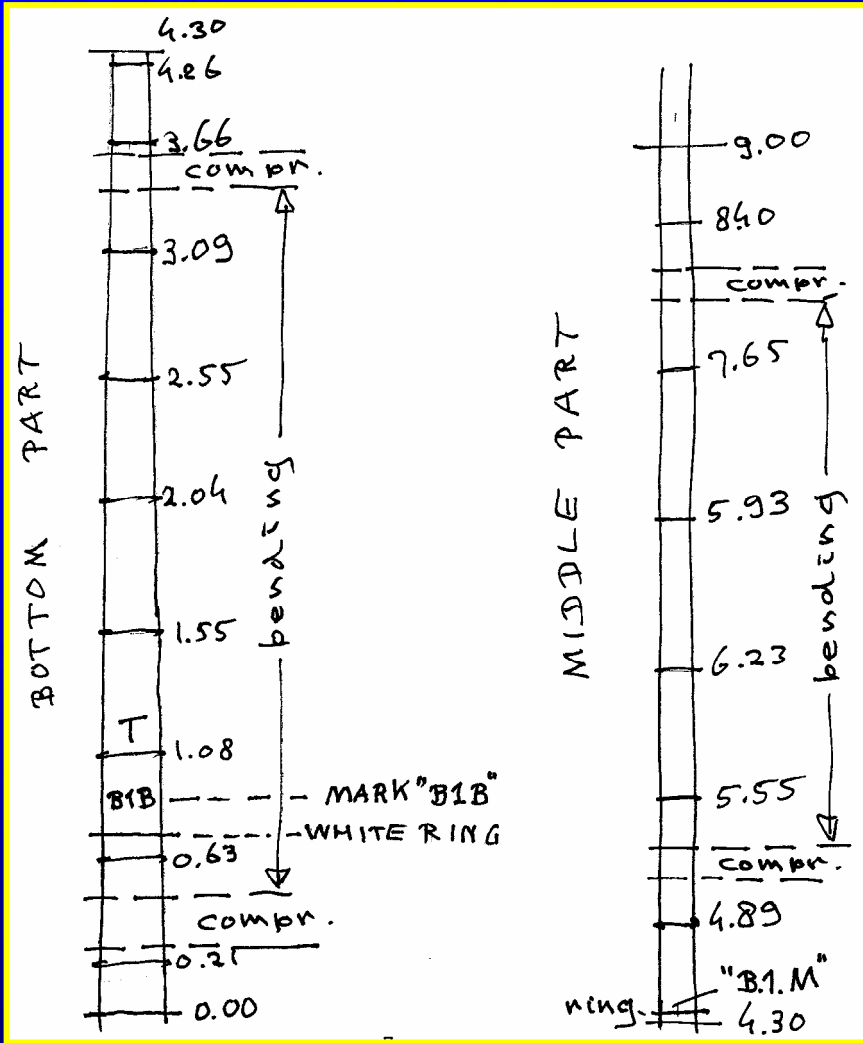 4.30
4.26
3.66
compr.
3.09
2.55
BOTTOM PART
bending
2.04
1.55
T
1.08
B1B
MARK "B1B"
WHITE RING
0.63
compr.
0.21
0.00
9.00
8.40
compr.
7.65
MIDDLE PART
5.93
bending
6.23
5.55
compr.
4.89
"B.1.M"
ring
4.30